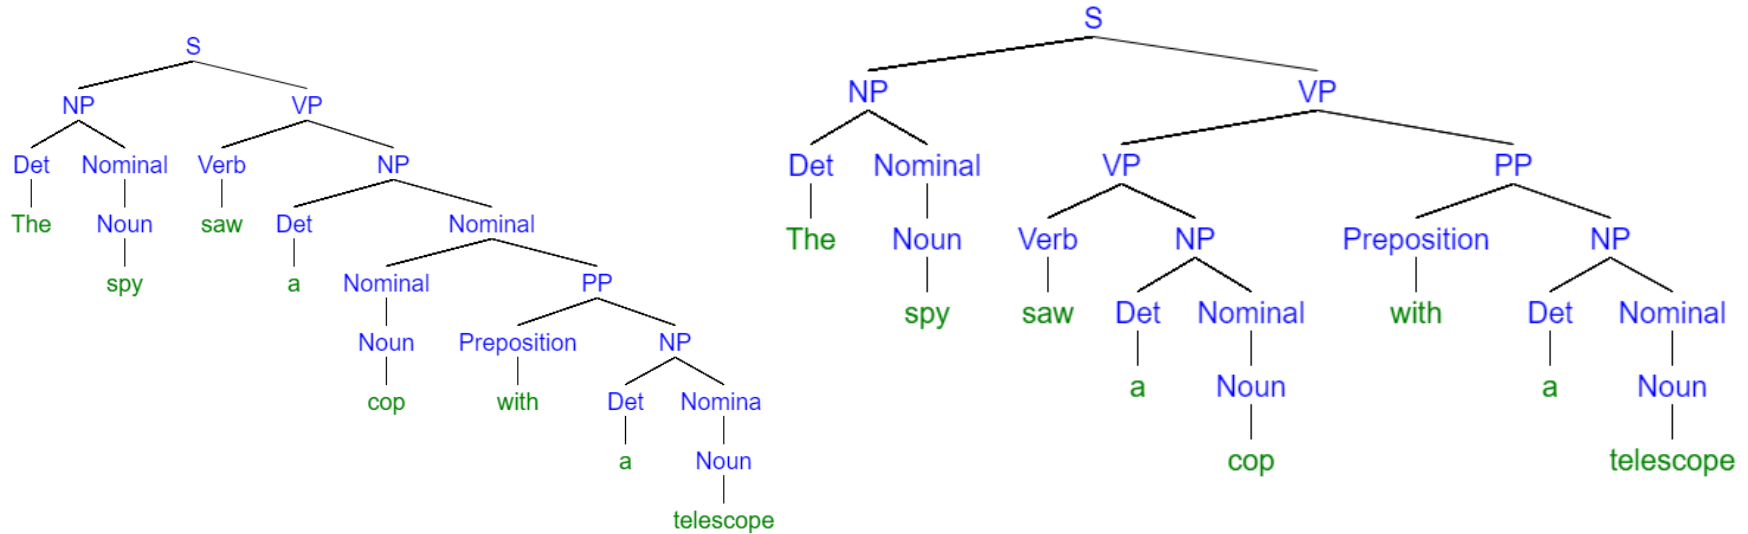 S
NP VP
Det Nominal Verb NP
The Noun saw Det Nominal
spy a Nominal PP
Noun Preposition NP
cop with Det Nomina
a Noun
telescope
S
NP VP
Det Nominal VP PP
The Noun Verb NP Preposition NP
spy saw Det Nominal with Det Nominal
a Noun a Noun
cop telescope